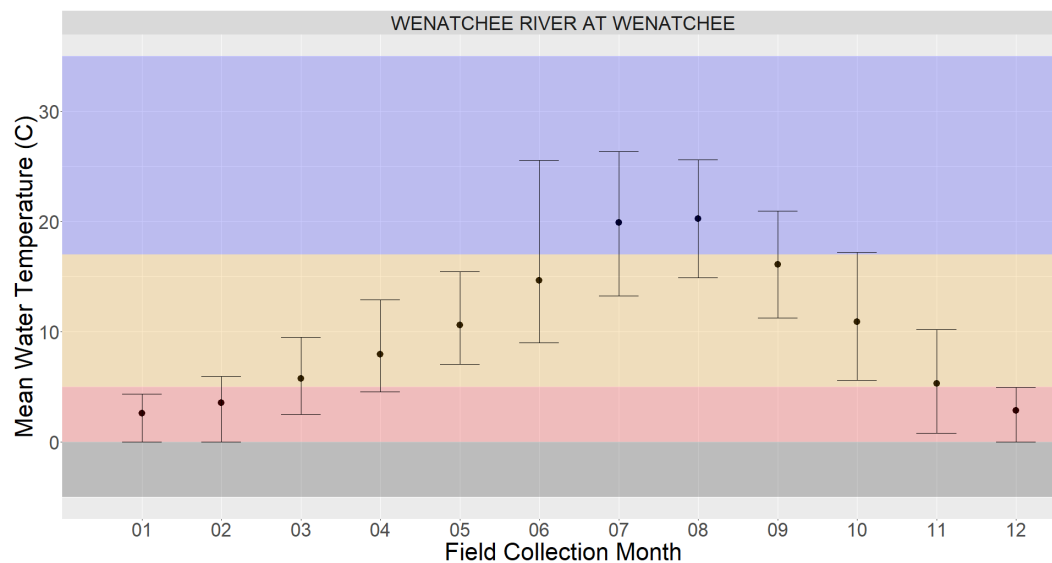 WENATCHEE RIVER AT WENATCHEE
Mean Water Temperature (C)
30
20
10
0
01 02 03 04 05 06 07 08 09 10 11 12
Field Collection Month